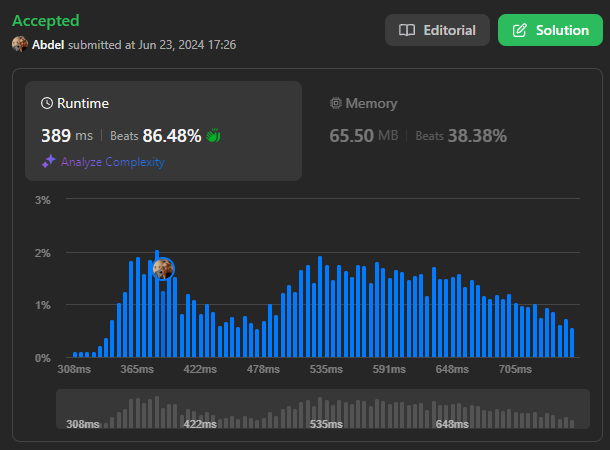 Accepted
Abdel submitted at Jun 23, 2024 17:26
Editorial
Solution
Runtime
389 ms | Beats 86.48%
Analyze Complexity
Memory
65.50 MB | Beats 38.38%
3%
2%
1%
0%
308ms 365ms 422ms 478ms 535ms 591ms 648ms 705ms
308ms 422ms 535ms 648ms